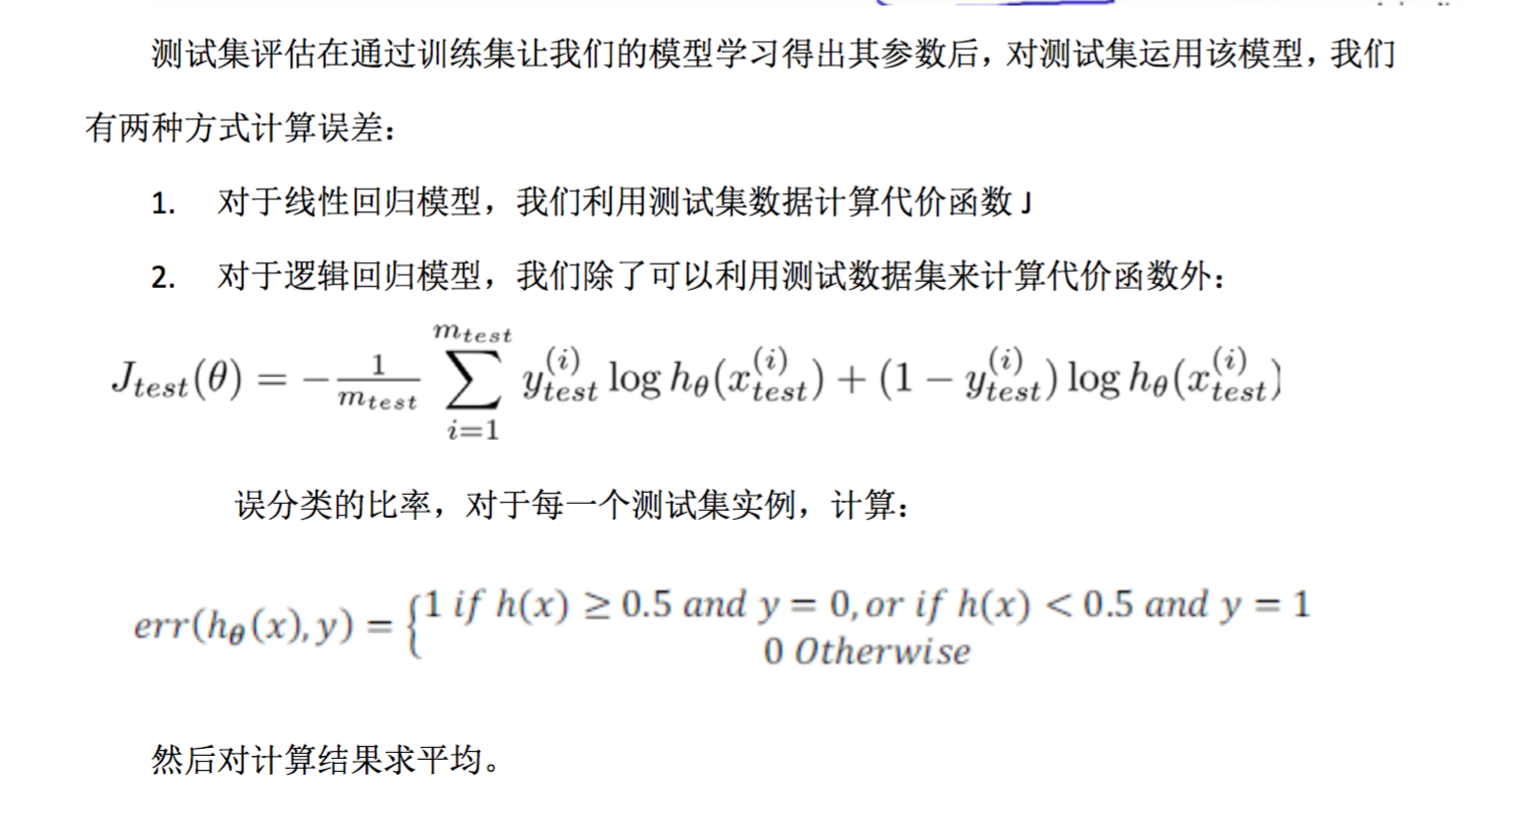 测试集评估在通过训练集让我们的模型学习得出其参数后，对测试集运用该模型，我们
有两种方式计算误差：
1. 对于线性回归模型，我们利用测试集数据计算代价函数 J
2. 对于逻辑回归模型，我们除了可以利用测试数据集来计算代价函数外：
$J_{test}(\theta) = -\frac{1}{m_{test}} \sum_{i=1}^{m_{test}} y_{test}^{(i)} \log h_\theta(x_{test}^{(i)}) + (1 - y_{test}^{(i)}) \log h_\theta(x_{test}^{(i)})$
误分类的比率，对于每一个测试集实例，计算：
$err(h_\theta(x), y) = \begin{cases} 1 \text{ if } h(x) \geq 0.5 \text{ and } y = 0, \text{or if } h(x) < 0.5 \text{ and } y = 1 \\ 0 \text{ Otherwise} \end{cases}$
然后对计算结果求平均。